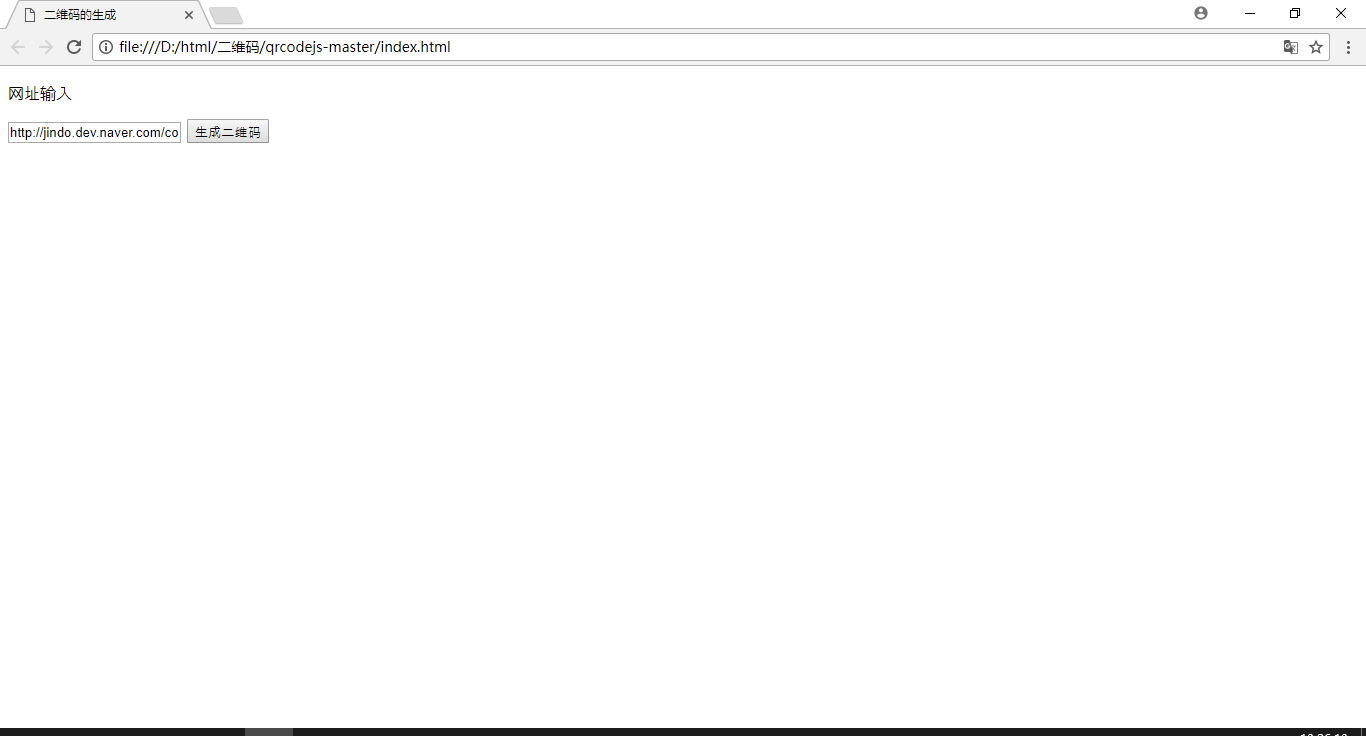 二维码的生成
file:///D:/html/二维码/qrcodejs-master/index.html
网址输入
http://jindo.dev.naver.com/co 生成二维码